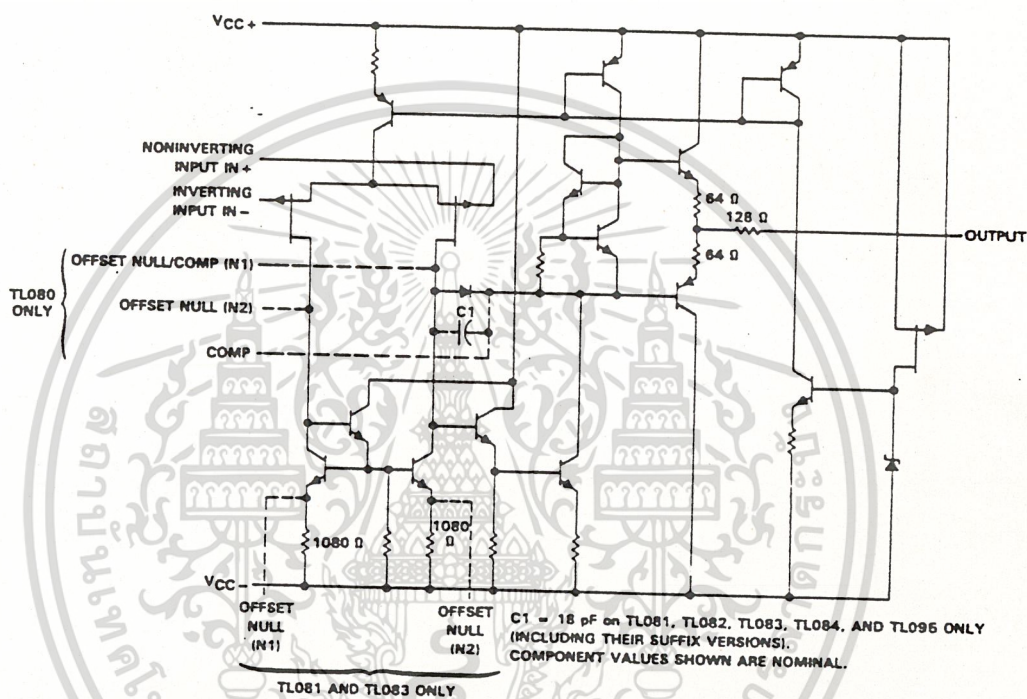 VCC+
NONINVERTING
INPUT IN+
INVERTING
INPUT IN-
64 Ω
128 Ω
OUTPUT
64 Ω
OFFSET NULL/COMP (N1)
TL080
ONLY
OFFSET NULL (N2)
C1
COMP
1080 Ω
1080
Ω
VCC-
OFFSET
NULL
(N1)
OFFSET
NULL
(N2)
C1 = 18 pF on TL081, TL082, TL083, TL084, AND TL095 ONLY
(INCLUDING THEIR SUFFIX VERSIONS).
COMPONENT VALUES SHOWN ARE NOMINAL.
TL081 AND TL083 ONLY